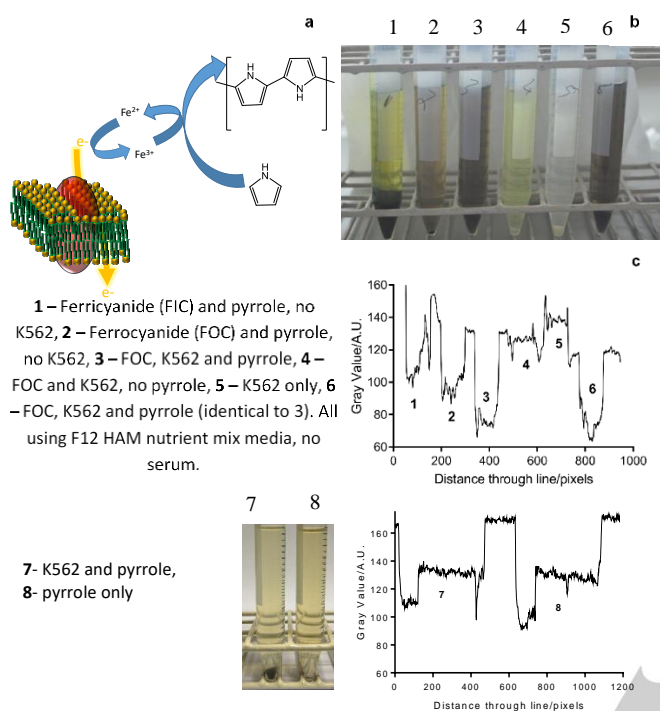 a
H
N
N
H
Fe2+
Fe3+
e-
e-
H
N
1 2 3 4 5 6 b
1 – Ferricyanide (FIC) and pyrrole, no
K562, 2 – Ferrocyanide (FOC) and pyrrole,
no K562, 3 – FOC, K562 and pyrrole, 4 –
FOC and K562, no pyrrole, 5 – K562 only, 6
– FOC, K562 and pyrrole (identical to 3). All
using F12 HAM nutrient mix media, no
serum.
c
160
140
120
100
80
60
Gray Value/A.U.
1
2
3
4
5
6
0 200 400 600 800 1000
Distance through line/pixels
7 8
7- K562 and pyrrole,
8- pyrrole only
160
140
120
100
80
60
Gray Value/A.U.
7
8
0 200 400 600 800 1000 1200
Distance through line/pixels